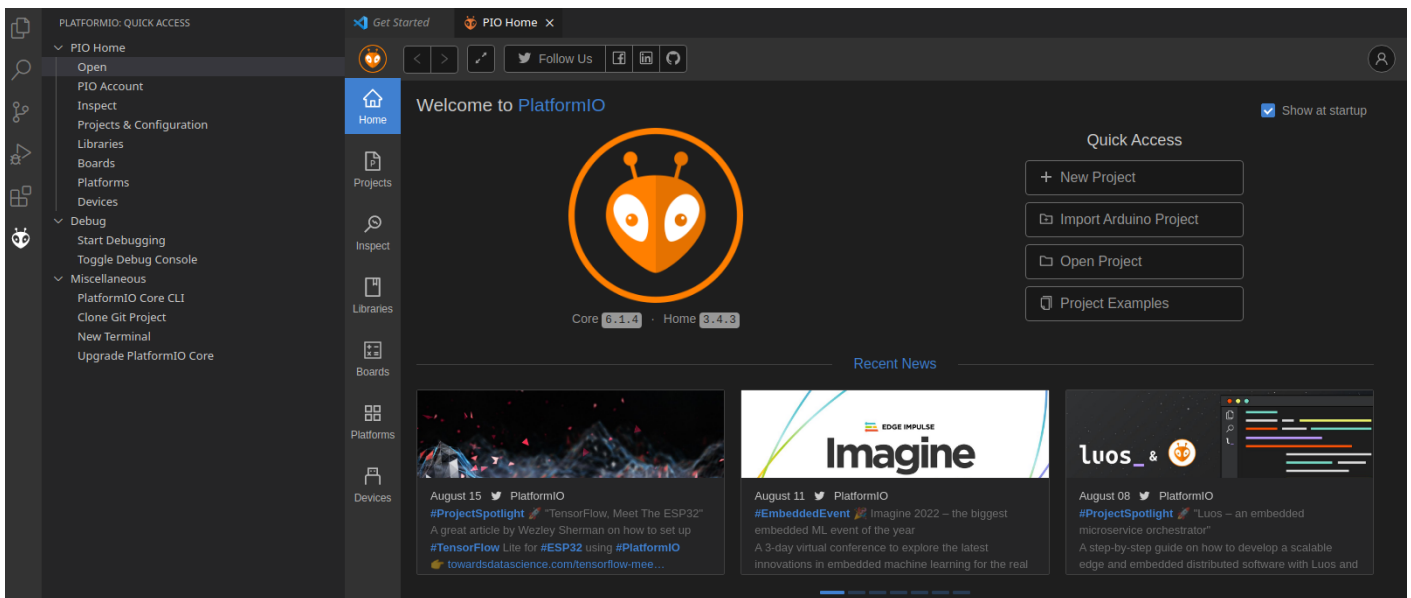 PLATFORMIO: QUICK ACCESS
PIO Home
Open
PIO Account
Inspect
Projects & Configuration
Libraries
Boards
Platforms
Devices
Debug
Start Debugging
Toggle Debug Console
Miscellaneous
PlatformIO Core CLI
Clone Git Project
New Terminal
Upgrade PlatformIO Core
Get Started
PIO Home
Follow Us
Home
Projects
Inspect
Libraries
Boards
Platforms
Devices
Welcome to PlatformIO
Show at startup
Core 6.1.4 · Home 3.4.3
Quick Access
New Project
Import Arduino Project
Open Project
Project Examples
Recent News
August 15 PlatformIO
#ProjectSpotlight 🚀 "TensorFlow, Meet The ESP32"
A great article by Wezley Sherman on how to set up
#TensorFlow Lite for #ESP32 using #PlatformIO
👉 towardsdatascience.com/tensorflow-mee…
EDGE IMPULSE
Imagine
August 11 PlatformIO
#EmbeddedEvent 🎉 Imagine 2022 – the biggest
embedded ML event of the year
A 3-day virtual conference to explore the latest
innovations in embedded machine learning for the real
luos_ &
August 08 PlatformIO
#ProjectSpotlight 🚀 "Luos – an embedded
microservice orchestrator"
A step-by-step guide on how to develop a scalable
edge and embedded distributed software with Luos and